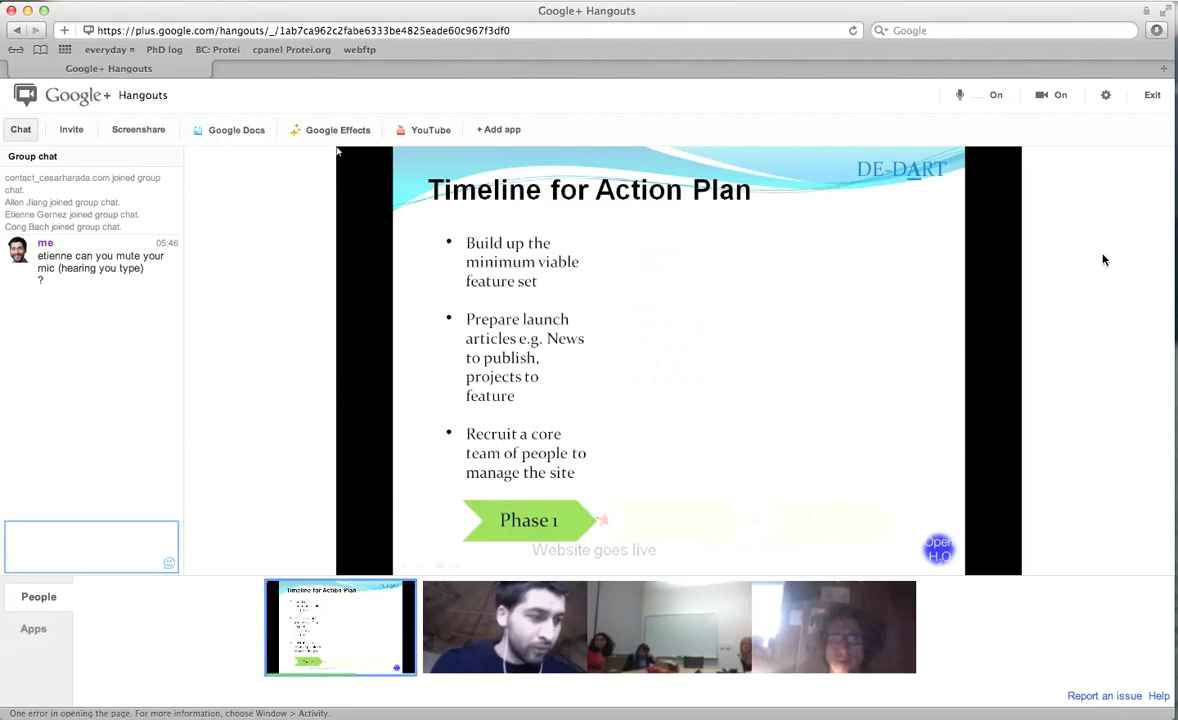 Google+ Hangouts
https://plus.google.com/hangouts/_/1ab7ca962c2fabe6333be4825eade60c967f3df0
Google
everyday PhD log BC: Protei cpanel Protei.org webftp
Google+ Hangouts
Google+ Hangouts
On On Exit
Chat Invite Screenshare Google Docs Google Effects YouTube + Add app
Group chat
contact_cesarharada.com joined group
chat.
Allen Jiang joined group chat.
Etienne Gernez joined group chat.
Cong Bach joined group chat.
me 05:46
etienne can you mute your
mic (hearing you type)
?
DE-DART
Timeline for Action Plan
• Build up the
minimum viable
feature set
• Prepare launch
articles e.g. News
to publish,
projects to
feature
• Recruit a core
team of people to
manage the site
Phase 1
Website goes live
Open
H2O
People
Apps
Timeline for Action Plan
Report an issue Help
One error in opening the page. For more information, choose Window > Activity.